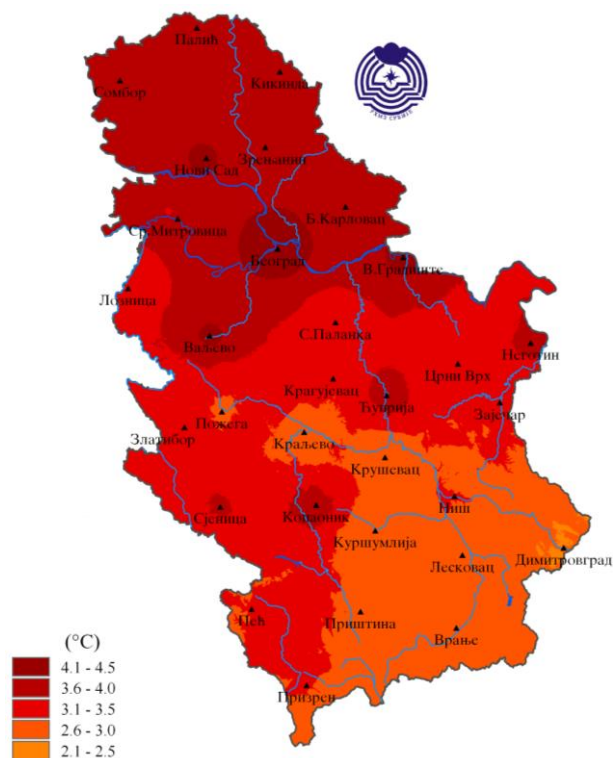 Палић
Кикинда
Сомбор
Зрењанин
Нови Сад
Б.Карловац
Ср.Митровица
Београд
В.Градиште
Лозница
С.Паланка
Ваљево
Неготин
Црни Врх
Крагујевац
Ћуприја
Зајечар
Пожега
Златибор
Краљево
Крушевац
Ниш
Сјеница
Копаоник
Куршумлија
Димитровград
Лесковац
Пећ
Приштина
Врање
Призрен
(°C)
4.1 - 4.5
3.6 - 4.0
3.1 - 3.5
2.6 - 3.0
2.1 - 2.5